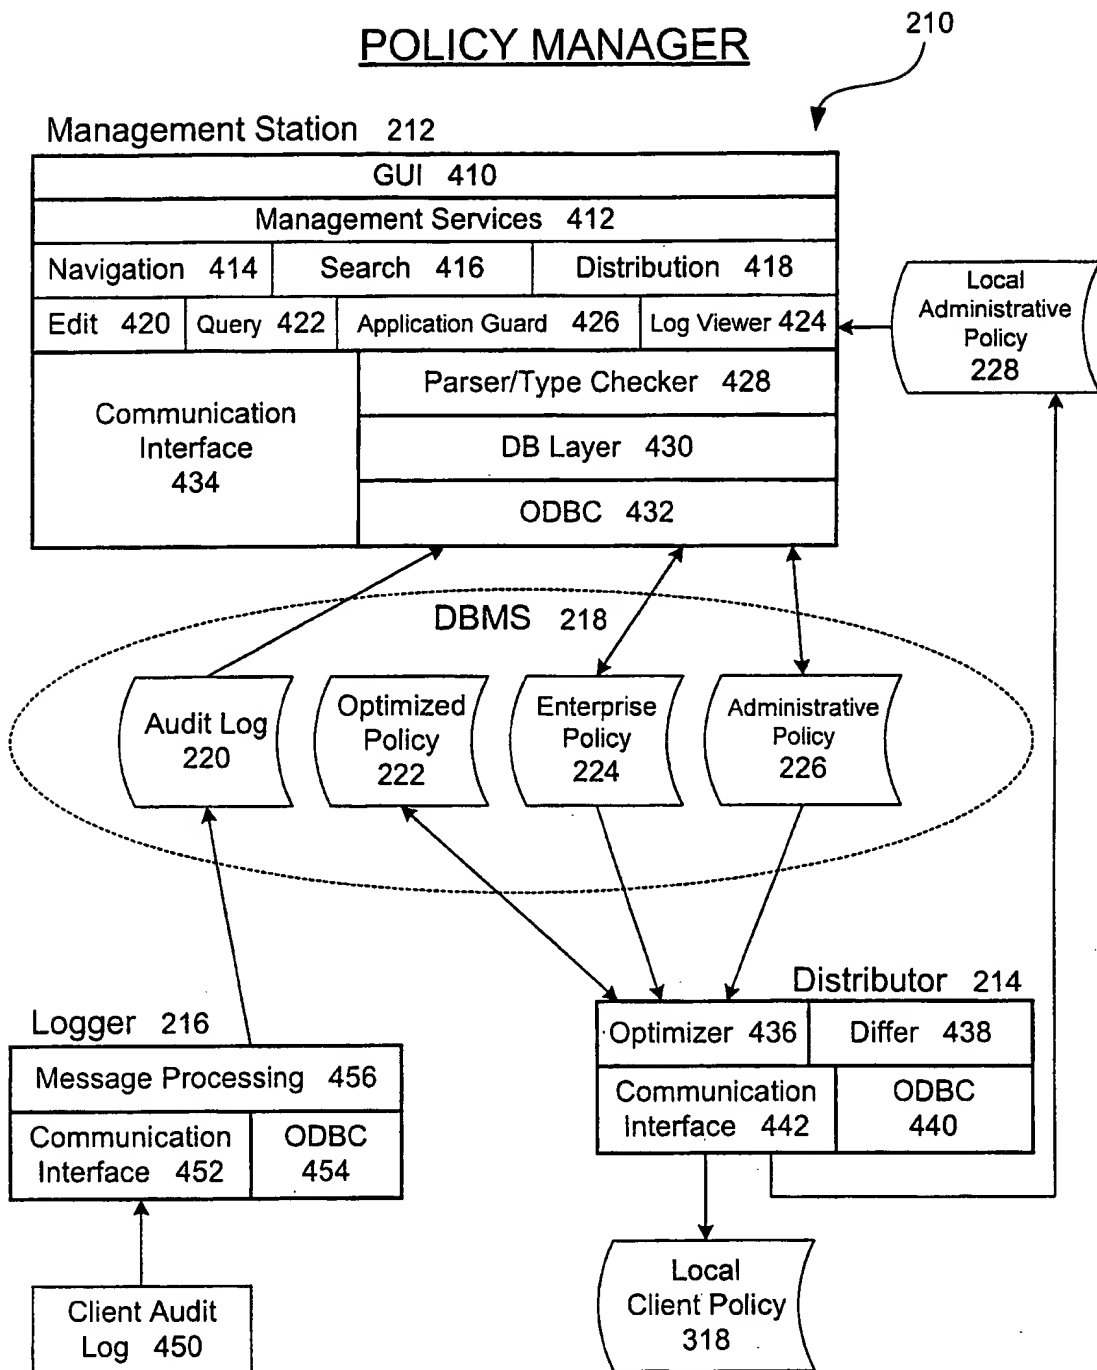 POLICY MANAGER
210
Management Station 212
GUI 410
Management Services 412
Navigation 414
Search 416
Distribution 418
Edit 420
Query 422
Application Guard 426
Log Viewer 424
Local
Administrative
Policy
228
Communication
Interface
434
Parser/Type Checker 428
DB Layer 430
ODBC 432
DBMS 218
Audit Log
220
Optimized
Policy
222
Enterprise
Policy
224
Administrative
Policy
226
Distributor 214
Optimizer 436
Differ 438
Communication
Interface 442
ODBC
440
Logger 216
Message Processing 456
Communication
Interface 452
ODBC
454
Client Audit
Log 450
Local
Client Policy
318